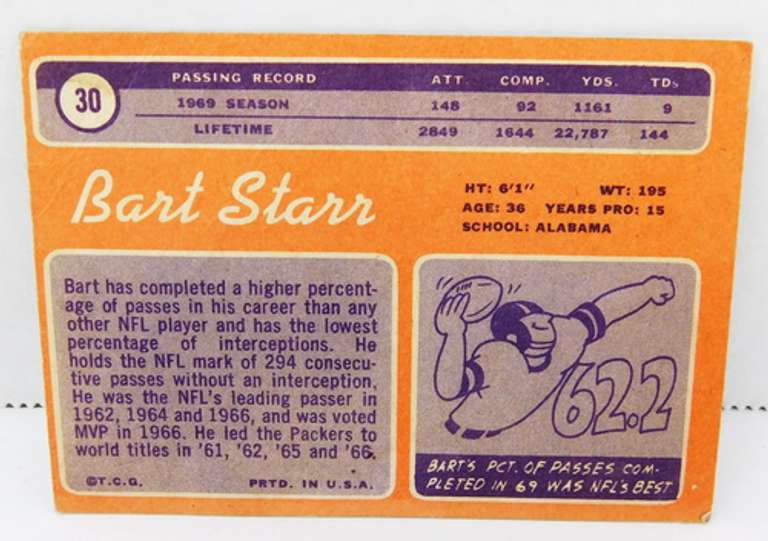 30 PASSING RECORD ATT. COMP. YDS. TDs
1969 SEASON 148 92 1161 9
LIFETIME 2849 1644 22,787 144
Bart Starr
HT: 6'1" WT: 195
AGE: 36 YEARS PRO: 15
SCHOOL: ALABAMA
Bart has completed a higher percent-
age of passes in his career than any
other NFL player and has the lowest
percentage of interceptions. He
holds the NFL mark of 294 consecu-
tive passes without an interception.
He was the NFL's leading passer in
1962, 1964 and 1966, and was voted
MVP in 1966. He led the Packers to
world titles in '61, '62, '65 and '66.
©T.C.G. PRTD. IN U.S.A.
62.2
BART'S PCT. OF PASSES COM-
PLETED IN 69 WAS NFL'S BEST